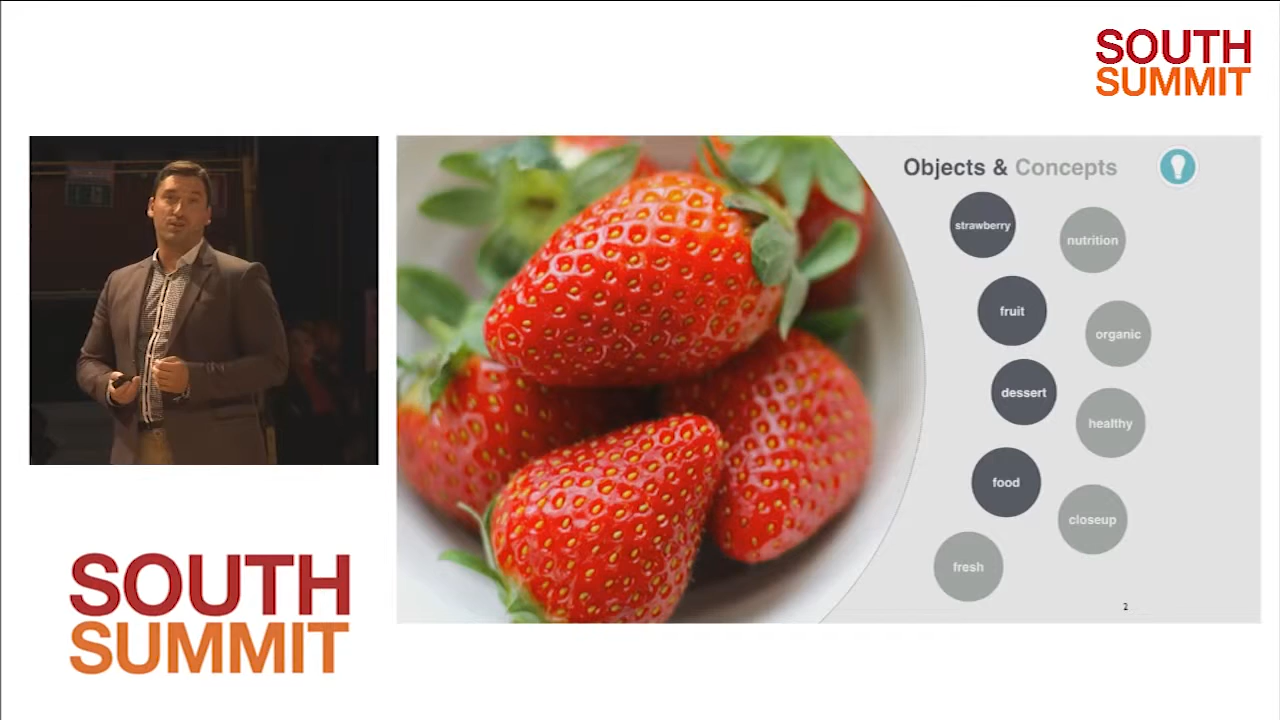 SOUTH
SUMMIT
Objects & Concepts
strawberry
nutrition
fruit
organic
dessert
healthy
food
closeup
fresh
2
SOUTH
SUMMIT